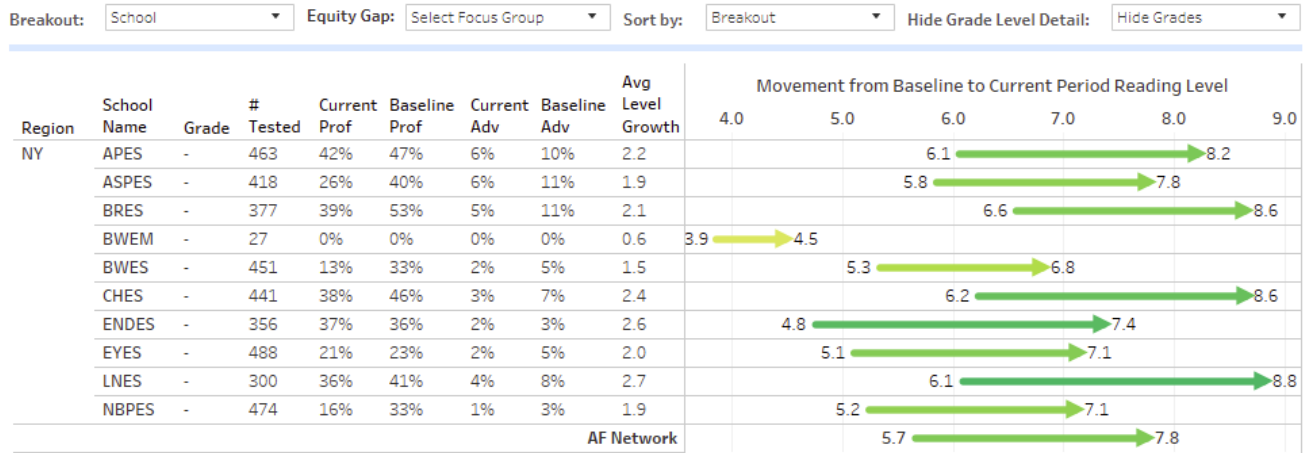 Breakout: School Equity Gap: Select Focus Group Sort by: Breakout Hide Grade Level Detail: Hide Grades
Region School Name Grade # Tested Current Prof Baseline Prof Current Adv Baseline Adv Avg Level Growth Movement from Baseline to Current Period Reading Level
4.0 5.0 6.0 7.0 8.0 9.0
NY APES - 463 42% 47% 6% 10% 2.2 6.1 8.2
ASPES - 418 26% 40% 6% 11% 1.9 5.8 7.8
BRES - 377 39% 53% 5% 11% 2.1 6.6 8.6
BWEM - 27 0% 0% 0% 0% 0.6 3.9 4.5
BWES - 451 13% 33% 2% 5% 1.5 5.3 6.8
CHES - 441 38% 46% 3% 7% 2.4 6.2 8.6
ENDES - 356 37% 36% 2% 3% 2.6 4.8 7.4
EYES - 488 21% 23% 2% 5% 2.0 5.1 7.1
LNES - 300 36% 41% 4% 8% 2.7 6.1 8.8
NBPES - 474 16% 33% 1% 3% 1.9 5.2 7.1
AF Network 5.7 7.8